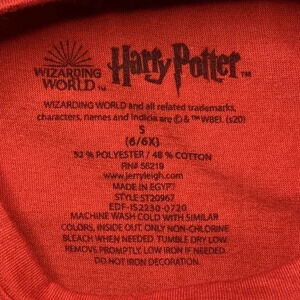 WIZARDING WORLD™ Harry Potter™
WIZARDING WORLD and all related trademarks,
characters, names and indicia are © & ™ WBEI. (s20)
S
(6/6X)
52 % POLYESTER / 48 % COTTON
RN# 56219
www.jerryleigh.com
MADE IN EGYPT
STYLE ST20967
EDF-IS2230-0720
MACHINE WASH COLD WITH SIMILAR
COLORS, INSIDE OUT, ONLY NON-CHLORINE
BLEACH WHEN NEEDED. TUMBLE DRY LOW.
REMOVE PROMPTLY. LOW IRON IF NEEDED.
DO NOT IRON DECORATION.